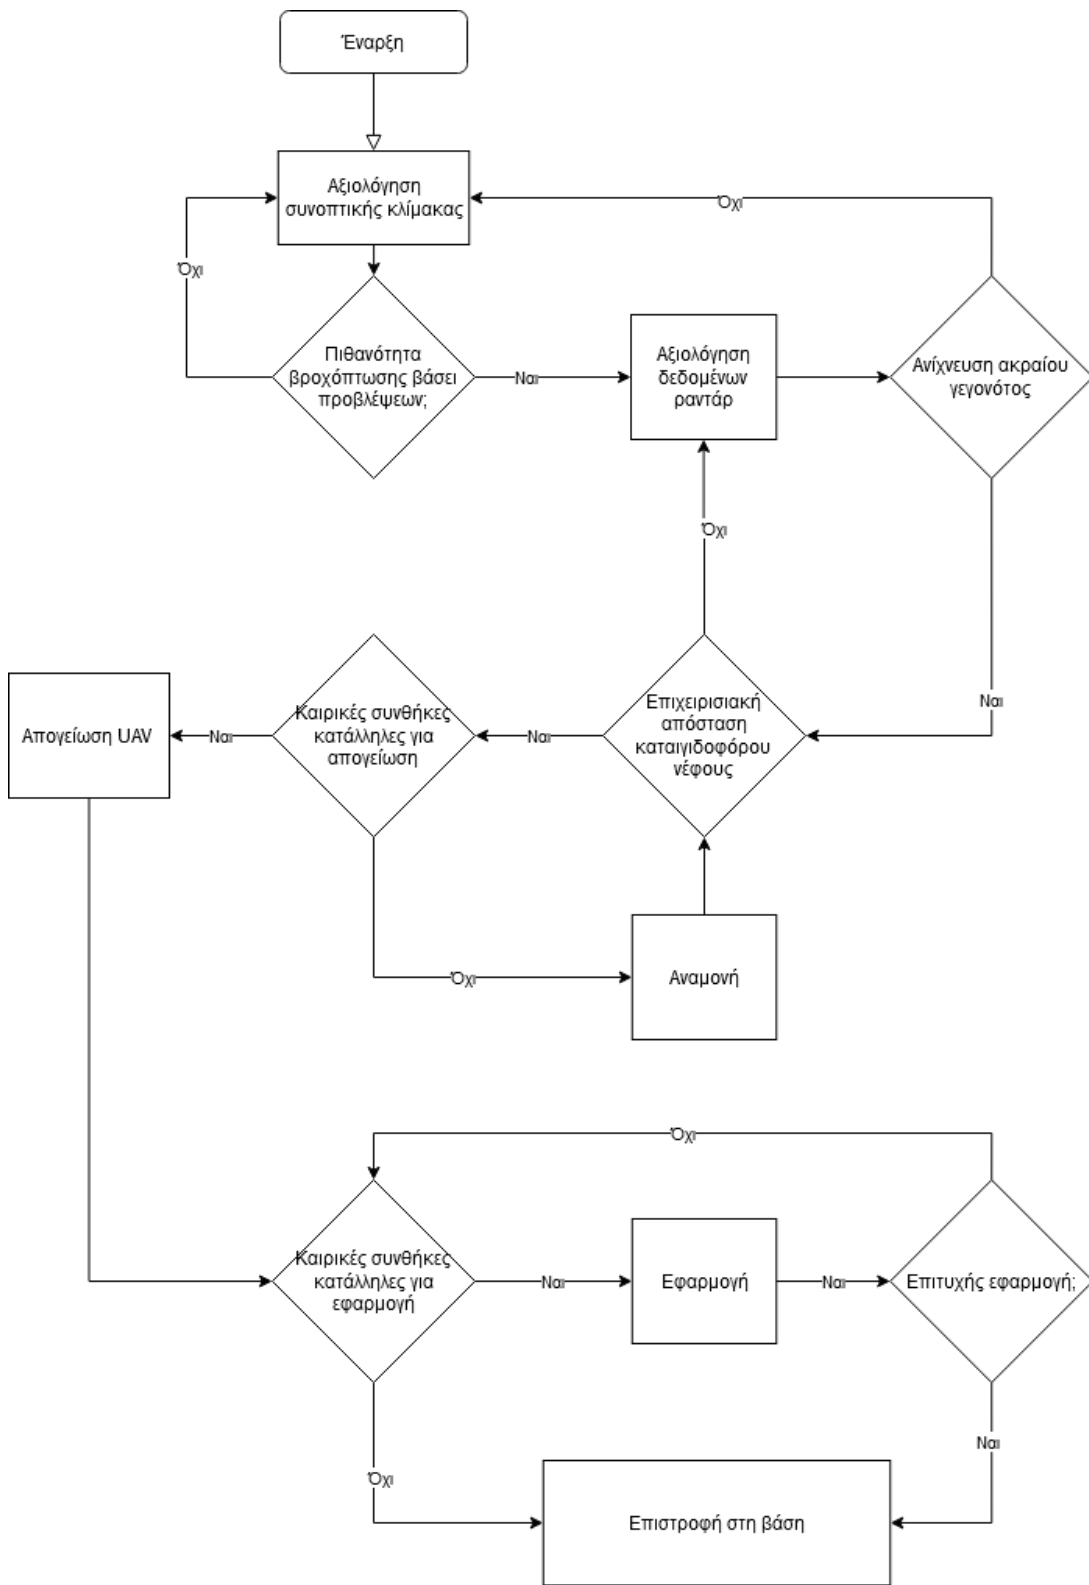 Έναρξη
Αξιολόγηση
συνοπτικής κλίμακας
Όχι
Όχι
Πιθανότητα
βροχόπτωσης βάσει
προβλέψεων;
Ναι
Αξιολόγηση
δεδομένων
ραντάρ
Ανίχνευση ακραίου
γεγονότος
Όχι
Ναι
Απογείωση UAV
Ναι
Καιρικές συνθήκες
κατάλληλες για
απογείωση
Ναι
Επιχειρισιακή
απόσταση
καταιγιδοφόρου
νέφους
Όχι
Αναμονή
Όχι
Καιρικές συνθήκες
κατάλληλες για
εφαρμογή
Ναι
Εφαρμογή
Ναι
Επιτυχής εφαρμογή;
Όχι
Ναι
Επιστροφή στη βάση